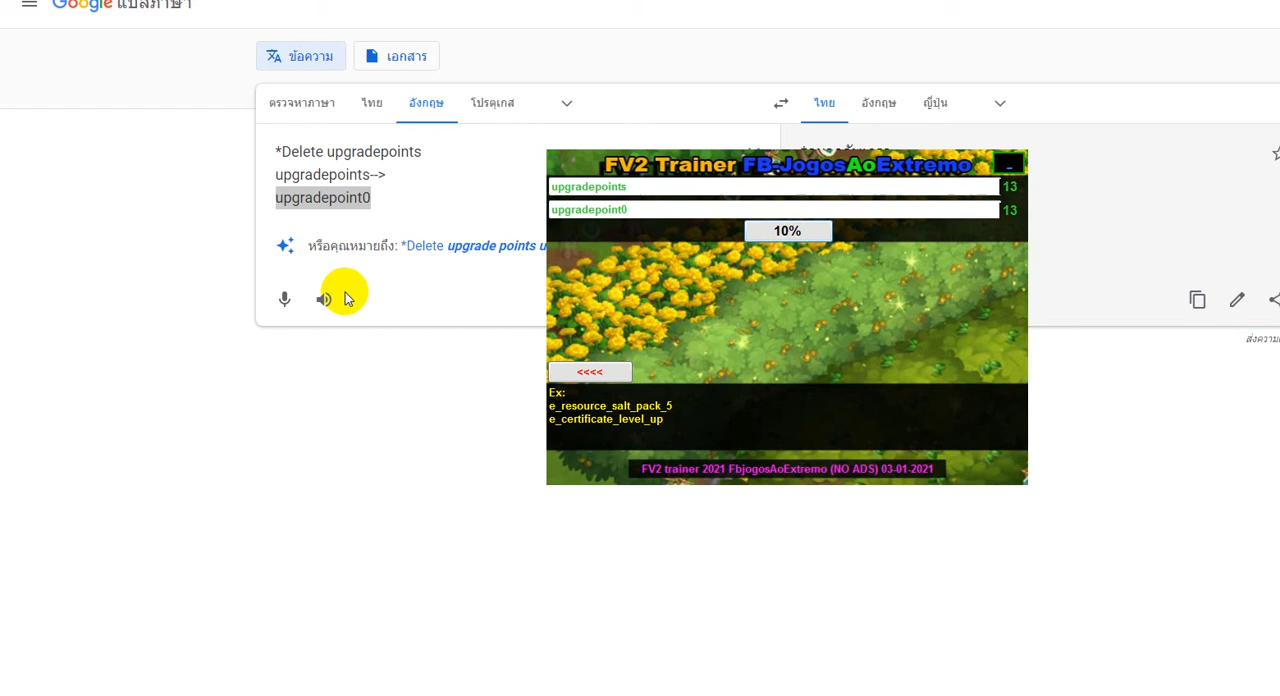 Google แปลภาษา
ข้อความ
เอกสาร
ตรวจหาภาษา
ไทย
อังกฤษ
โปรตุเกส
ไทย
อังกฤษ
ญี่ปุ่น
*Delete upgradepoints
upgradepoints-->
upgradepoint0
หรือคุณหมายถึง: *Delete upgrade points
FV2 Trainer FB-JogosAoExtremo
upgradepoints
13
upgradepoint0
13
10%
<<<<
Ex:
e_resource_salt_pack_5
e_certificate_level_up
FV2 trainer 2021 FbjogosAoExtremo (NO ADS) 03-01-2021